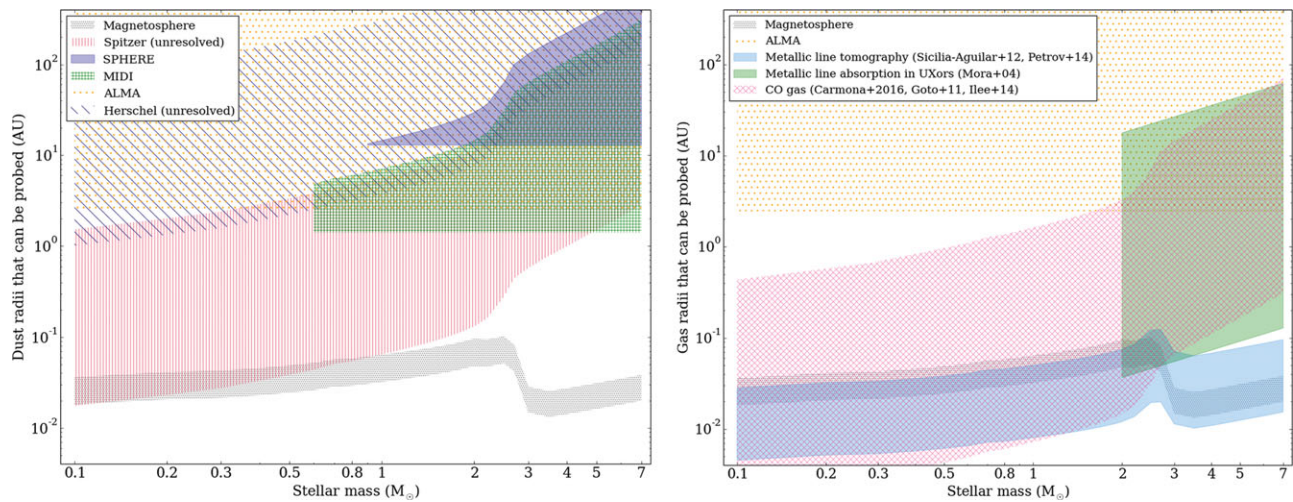 Magnetosphere
Spitzer (unresolved)
SPHERE
MIDI
ALMA
Herschel (unresolved)
Dust radii that can be probed (AU)
10²
10¹
10⁰
10⁻¹
10⁻²
0.1 0.2 0.3 0.5 0.8 1 2 3 4 5 7
Stellar mass (M☉)
Magnetosphere
ALMA
Metallic line tomography (Sicilia-Aguilar+12, Petrov+14)
Metallic line absorption in UXors (Mora+04)
CO gas (Carmona+2016, Goto+11, Ilee+14)
Gas radii that can be probed (AU)
10²
10¹
10⁰
10⁻¹
10⁻²
0.1 0.2 0.3 0.5 0.8 1 2 3 4 5 7
Stellar mass (M☉)